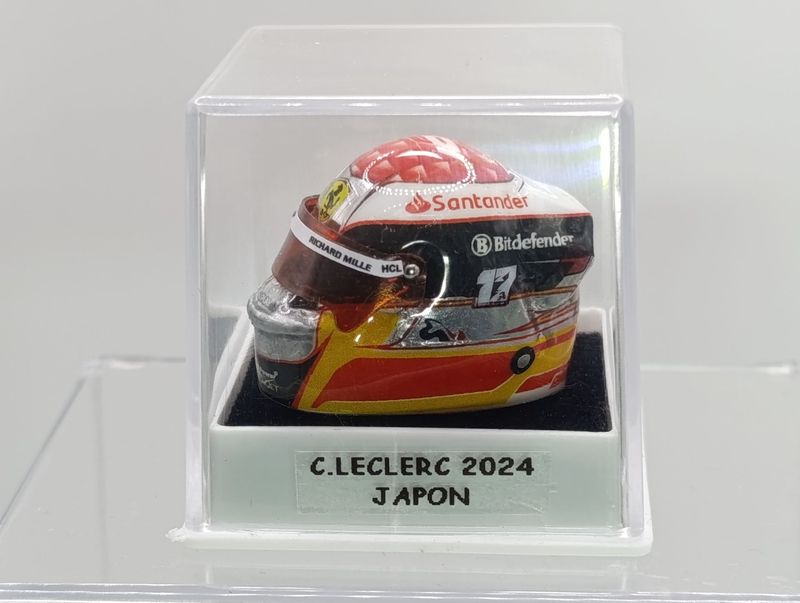 Santander
Bitdefender
RICHARD MILLE HCL
17
C.LECLERC 2024
JAPON